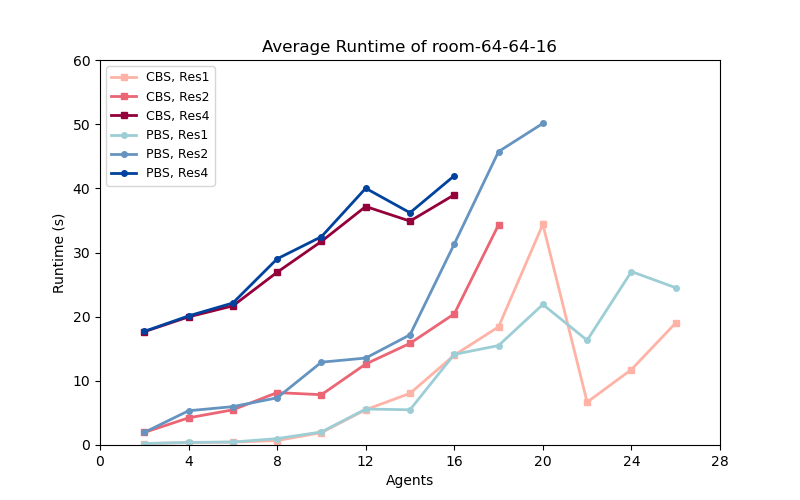 Average Runtime of room-64-64-16
60
50
40
30
20
10
0
Runtime (s)
CBS, Res1
CBS, Res2
CBS, Res4
PBS, Res1
PBS, Res2
PBS, Res4
0 4 8 12 16 20 24 28
Agents